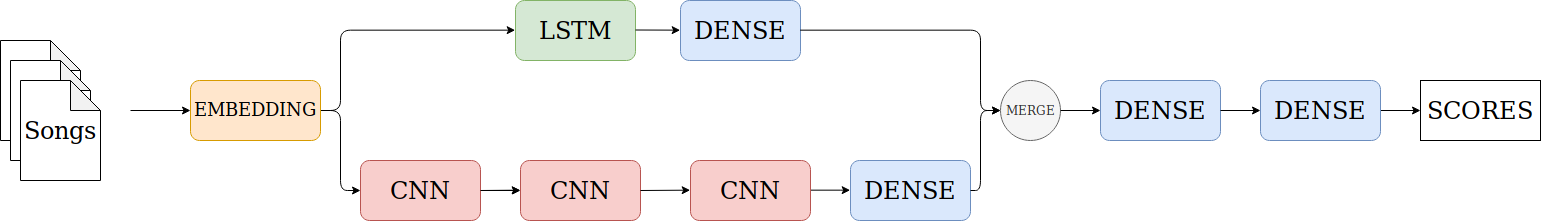 Songs
EMBEDDING
LSTM
DENSE
CNN
CNN
CNN
DENSE
MERGE
DENSE
DENSE
SCORES